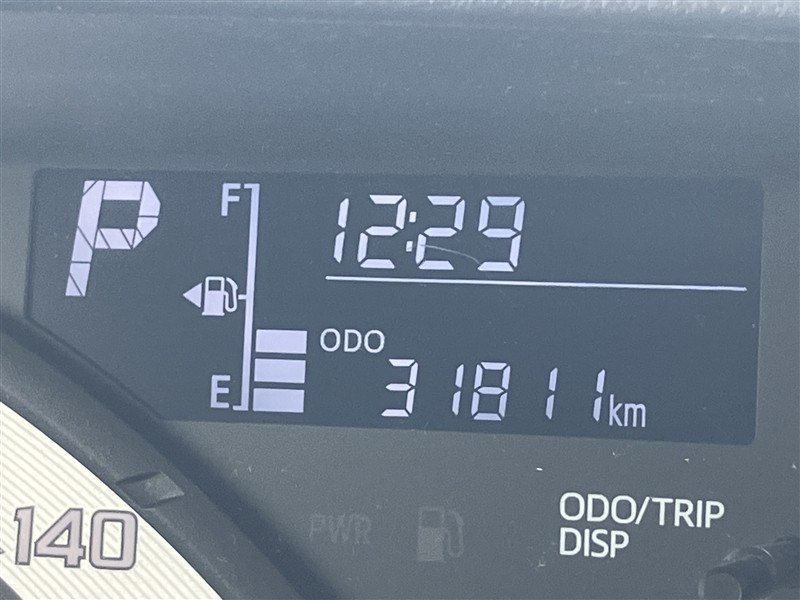 P
F
12:29
ODO
E
31811km
140
PWR
ODO/TRIP
DISP